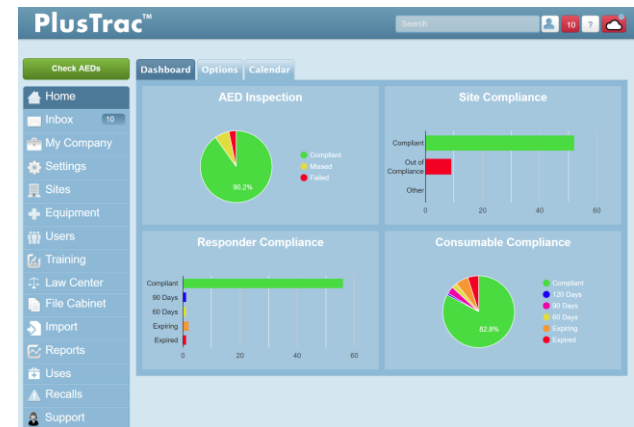 PlusTrac™
Search
10
?
Check AEDs
Dashboard
Options
Calendar
Home
Inbox
10
My Company
Settings
Sites
Equipment
Users
Training
Law Center
File Cabinet
Import
Reports
Uses
Recalls
Support
AED Inspection
90.2%
Compliant
Missed
Failed
Site Compliance
Compliant
Out of
Compliance
Other
0 20 40 60
Responder Compliance
Compliant
90 Days
60 Days
Expiring
Expired
0 20 40 60
Consumable Compliance
82.8%
Compliant
120 Days
90 Days
60 Days
Expiring
Expired